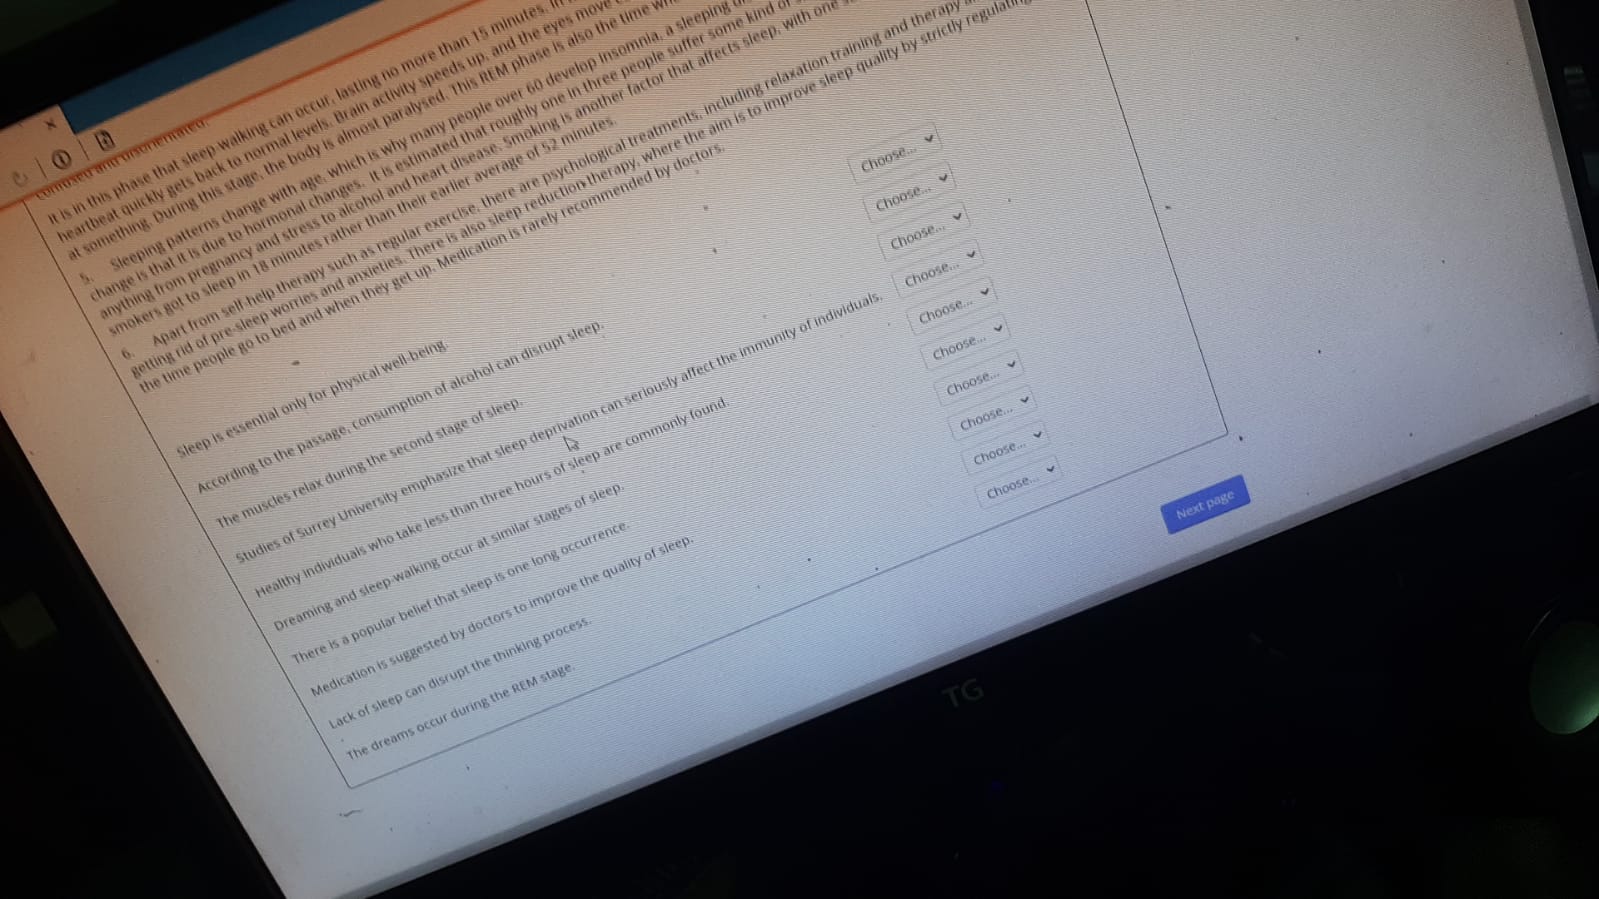 confused and disorientated.
It is in this phase that sleep-walking can occur, lasting no more than 15 minutes. In
heartbeat quickly gets back to normal levels. Brain activity speeds up, and the eyes move
at something. During this stage, the body is almost paralysed. This REM phase is also the time
5. Sleeping patterns change with age, which is why many people over 60 develop insomnia, a sleeping
change is that it is due to hormonal changes. It is estimated that roughly one in three people suffer some kind of
anything from pregnancy and stress to alcohol and heart disease. Smoking is another factor that affects sleep, with one
smokers got to sleep in 18 minutes rather than their earlier average of 52 minutes.
6. Apart from self-help therapy such as regular exercise, there are psychological treatments, including relaxation training and therapy
getting rid of pre-sleep worries and anxieties. There is also sleep reduction therapy, where the aim is to improve sleep quality by strictly regulating
the time people go to bed and when they get up. Medication is rarely recommended by doctors.
Sleep is essential only for physical well-being. Choose...
According to the passage, consumption of alcohol can disrupt sleep. Choose...
The muscles relax during the second stage of sleep. Choose...
Studies of Surrey University emphasize that sleep deprivation can seriously affect the immunity of individuals. Choose...
Healthy individuals who take less than three hours of sleep are commonly found. Choose...
Dreaming and sleep-walking occur at similar stages of sleep. Choose...
There is a popular belief that sleep is one long occurrence. Choose...
Medication is suggested by doctors to improve the quality of sleep. Choose...
Lack of sleep can disrupt the thinking process. Choose...
The dreams occur during the REM stage. Choose...
Next page
TG